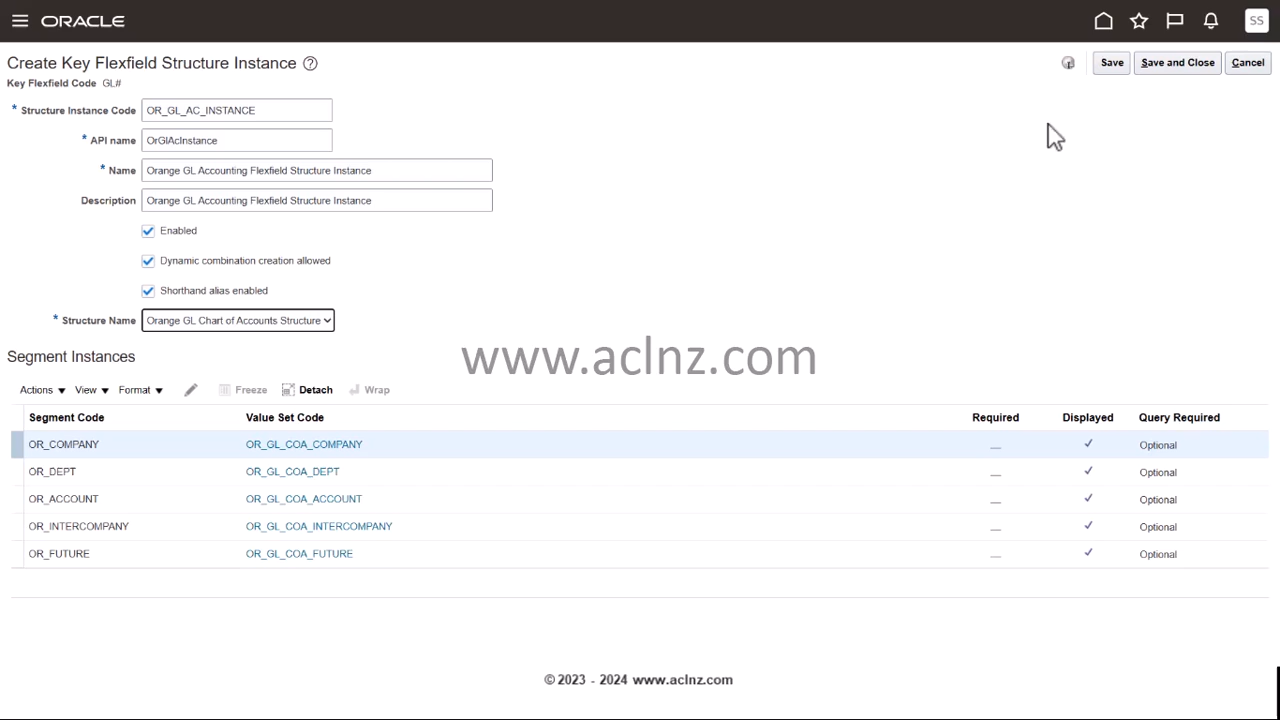 ORACLE
SS
Create Key Flexfield Structure Instance
Save
Save and Close
Cancel
Key Flexfield Code GL#
* Structure Instance Code OR_GL_AC_INSTANCE
* API name OrGlAcInstance
* Name Orange GL Accounting Flexfield Structure Instance
Description Orange GL Accounting Flexfield Structure Instance
Enabled
Dynamic combination creation allowed
Shorthand alias enabled
* Structure Name Orange GL Chart of Accounts Structure
www.aclnz.com
Segment Instances
Actions View Format Freeze Detach Wrap
Segment Code Value Set Code Required Displayed Query Required
OR_COMPANY OR_GL_COA_COMPANY Optional
OR_DEPT OR_GL_COA_DEPT Optional
OR_ACCOUNT OR_GL_COA_ACCOUNT Optional
OR_INTERCOMPANY OR_GL_COA_INTERCOMPANY Optional
OR_FUTURE OR_GL_COA_FUTURE Optional
© 2023 - 2024 www.aclnz.com